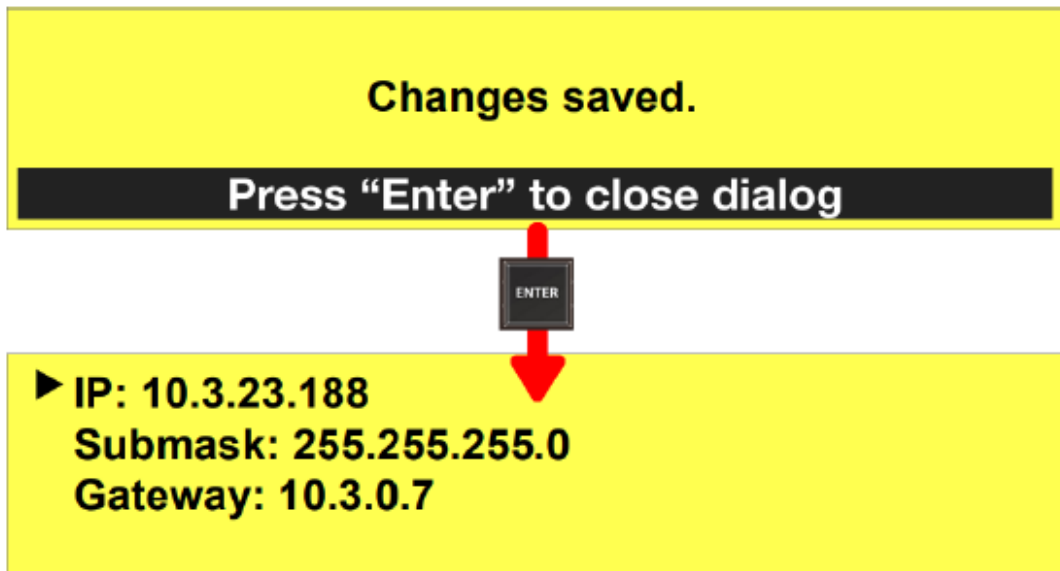 Changes saved.
Press “Enter” to close dialog
ENTER
IP: 10.3.23.188
Submask: 255.255.255.0
Gateway: 10.3.0.7